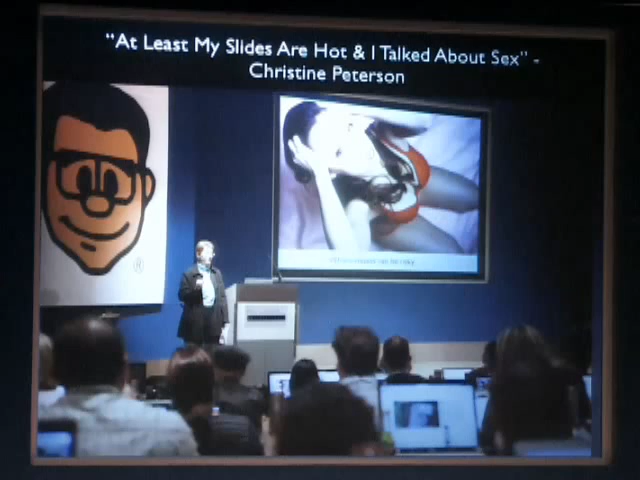 "At Least My Slides Are Hot & I Talked About Sex" -
Christine Peterson
®